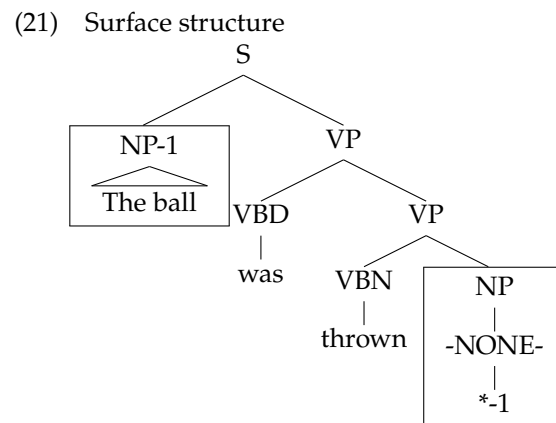 (21) Surface structure
S
NP-1 VP
The ball VBD VP
was VBN NP
thrown -NONE-
*-1